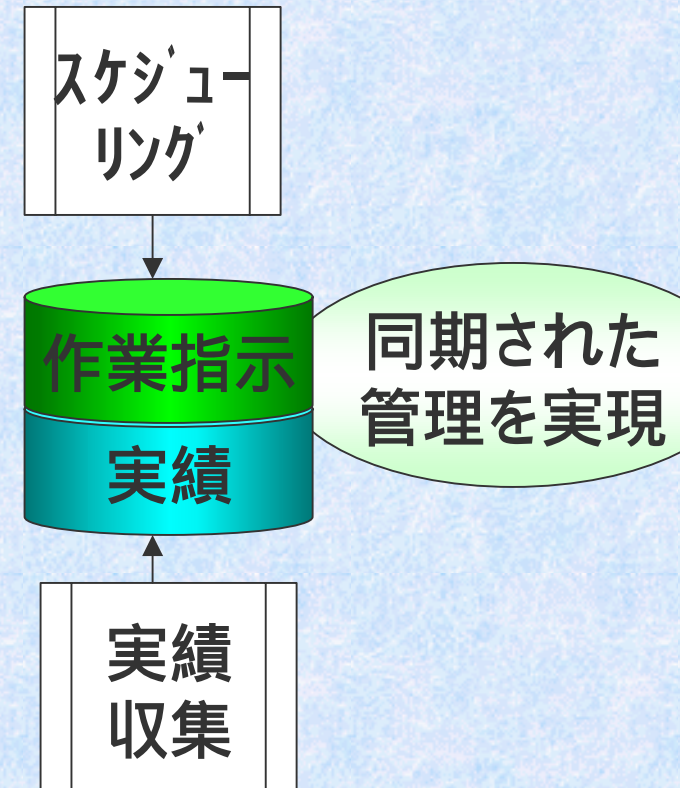 ｽｹｼﾞｭｰ
ﾘﾝｸﾞ
作業指示
同期された
管理を実現
実績
実績
収集